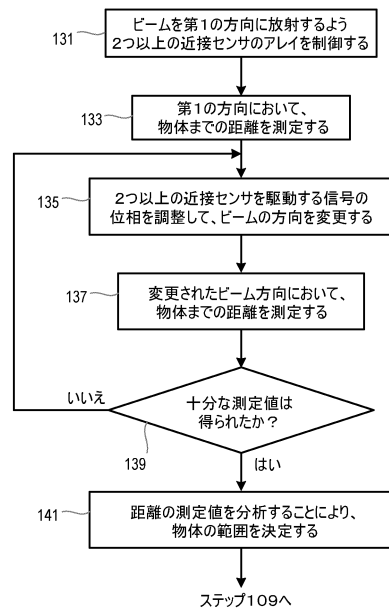 131
ビームを第1の方向に放射するよう
2つ以上の近接センサのアレイを制御する
133
第1の方向において、
物体までの距離を測定する
135
2つ以上の近接センサを駆動する信号の
位相を調整して、ビームの方向を変更する
137
変更されたビーム方向において、
物体までの距離を測定する
いいえ
十分な測定値は
得られたか？
139
はい
141
距離の測定値を分析することにより、
物体の範囲を決定する
ステップ109へ